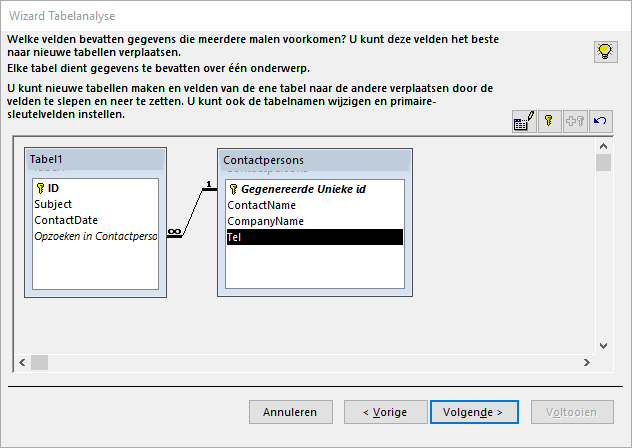 Wizard Tabelanalyse
Welke velden bevatten gegevens die meerdere malen voorkomen? U kunt deze velden het beste
naar nieuwe tabellen verplaatsen.
Elke tabel dient gegevens te bevatten over één onderwerp.
U kunt nieuwe tabellen maken en velden van de ene tabel naar de andere verplaatsen door de
velden te slepen en neer te zetten. U kunt ook de tabelnamen wijzigen en primaire-
sleutelvelden instellen.
Tabel1
ID
Subject
ContactDate
Opzoeken in Contactperso
1
∞
Contactpersons
Gegenereerde Unieke id
ContactName
CompanyName
Tel
Annuleren
< Vorige
Volgende >
Voltooien